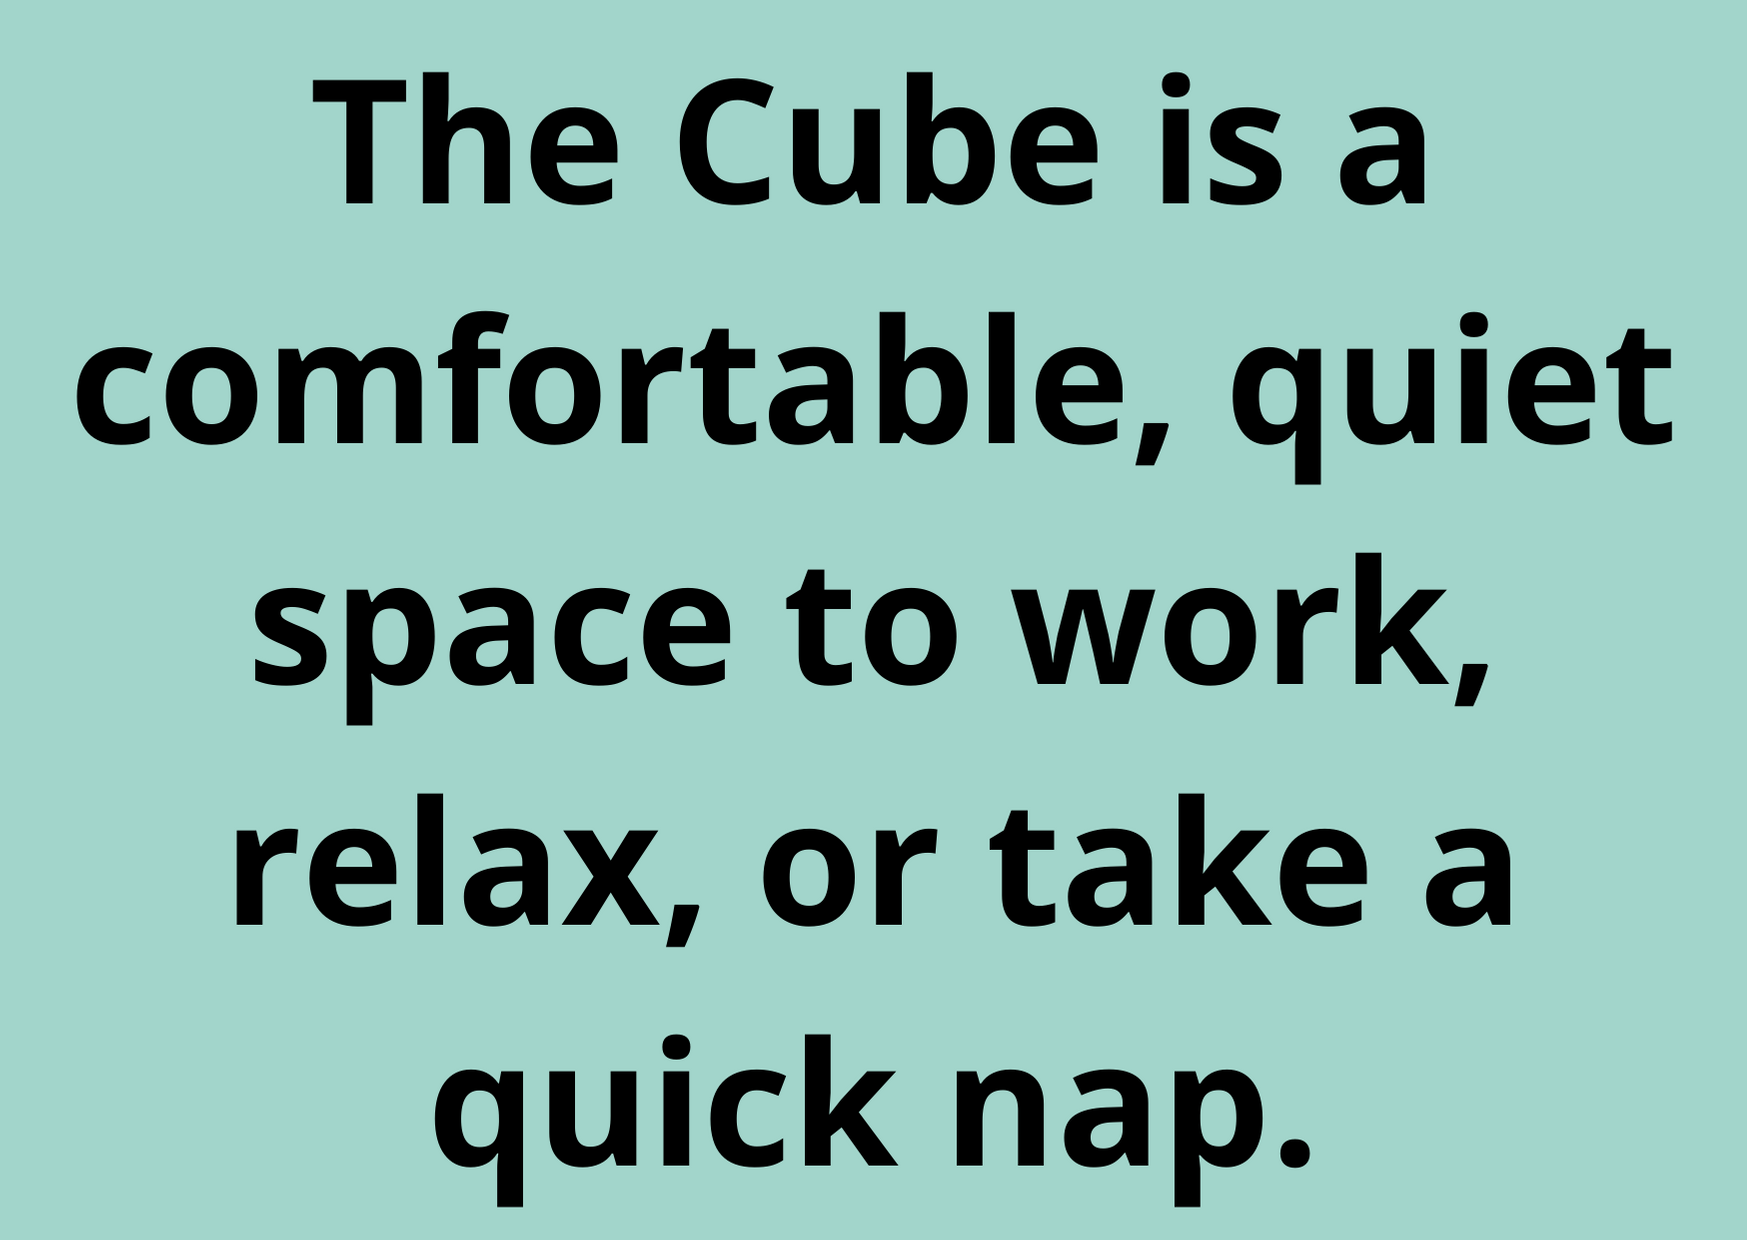 The Cube is a
comfortable, quiet
space to work,
relax, or take a
quick nap.